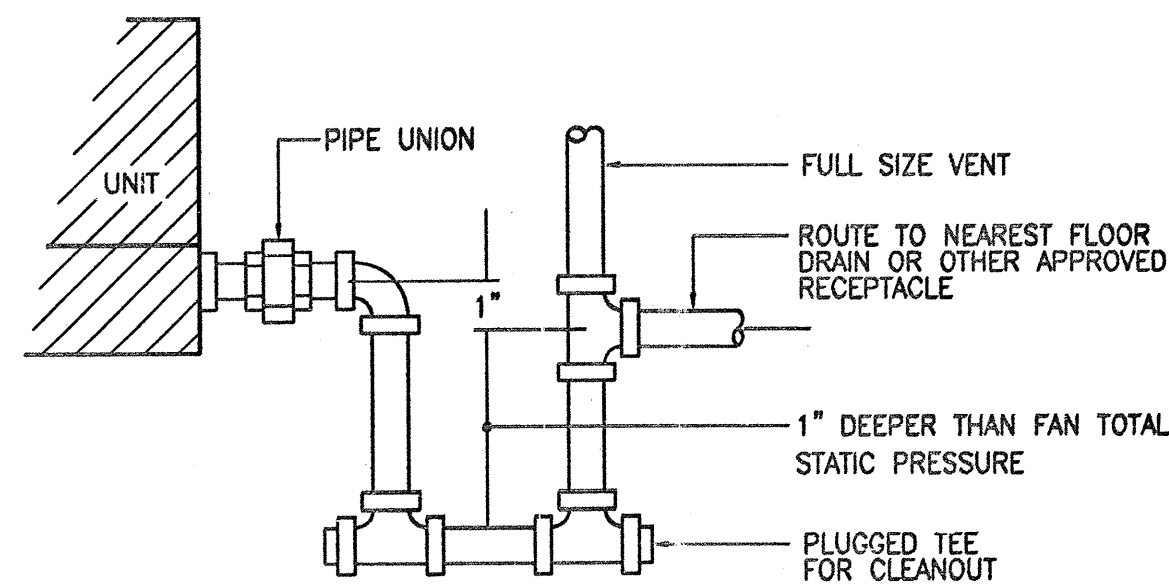 PIPE UNION
UNIT
FULL SIZE VENT
ROUTE TO NEAREST FLOOR
DRAIN OR OTHER APPROVED
RECEPTACLE
1"
1" DEEPER THAN FAN TOTAL
STATIC PRESSURE
PLUGGED TEE
FOR CLEANOUT